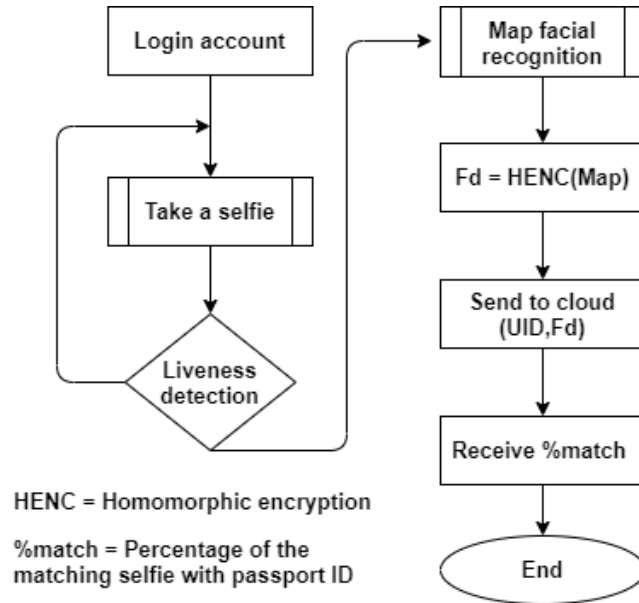 Login account
Take a selfie
Liveness
detection
Map facial
recognition
Fd = HENC(Map)
Send to cloud
(UID,Fd)
Receive %match
End
HENC = Homomorphic encryption
%match = Percentage of the
matching selfie with passport ID